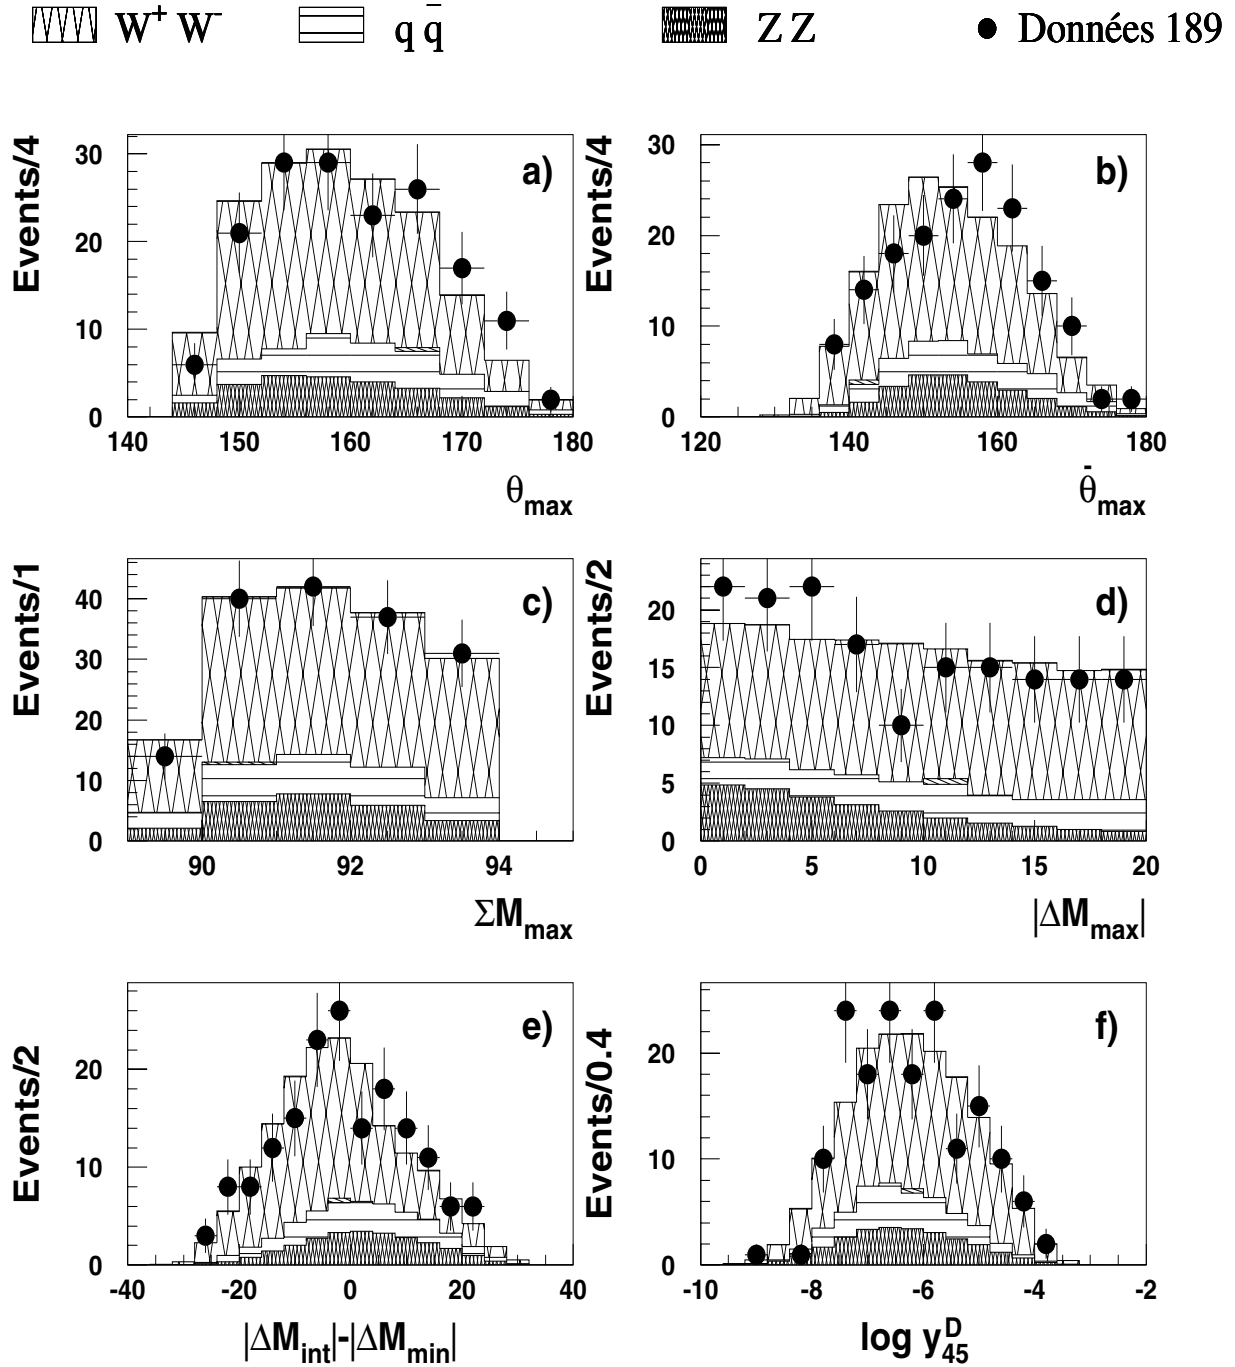 W+ W- q q̄ Z Z Données 189
Events/4
30
20
10
0
a)
140 150 160 170 180
θmax
Events/4
30
20
10
0
b)
120 140 160 180
θ̇max
Events/1
40
30
20
10
0
c)
90 92 94
ΣMmax
Events/2
20
15
10
5
0
d)
0 5 10 15 20
|ΔMmax|
Events/2
20
10
0
e)
-40 -20 0 20 40
|ΔMint|-|ΔMmin|
Events/0.4
20
10
0
f)
-10 -8 -6 -4 -2
log y45D